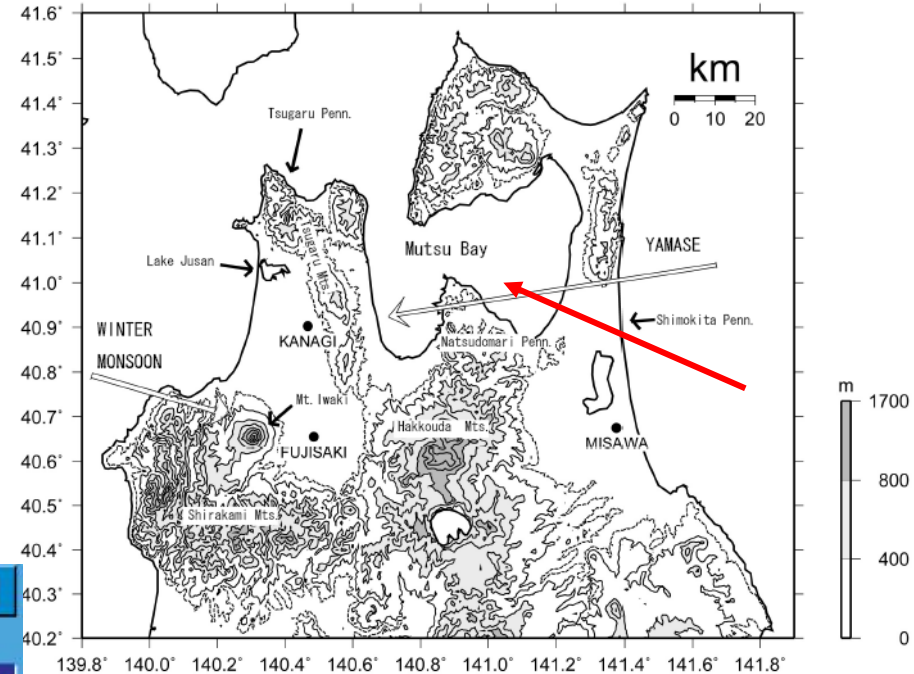 41.6°
41.5°
41.4°
41.3°
41.2°
41.1°
41.0°
40.9°
40.8°
40.7°
40.6°
40.5°
40.4°
40.3°
40.2°
139.8° 140.0° 140.2° 140.4° 140.6° 140.8° 141.0° 141.2° 141.4° 141.6° 141.8°
km
0 10 20
Tsugaru Penn.
Tsugaru Mts.
Mutsu Bay
YAMASE
Lake Jusan
WINTER
MONSOON
KANAGI
Shimokita Penn.
Natsudomari Penn.
Mt.Iwaki
FUJISAKI
Hakkouda Mts.
MISAWA
Shirakami Mts.
m
1700
800
400
0